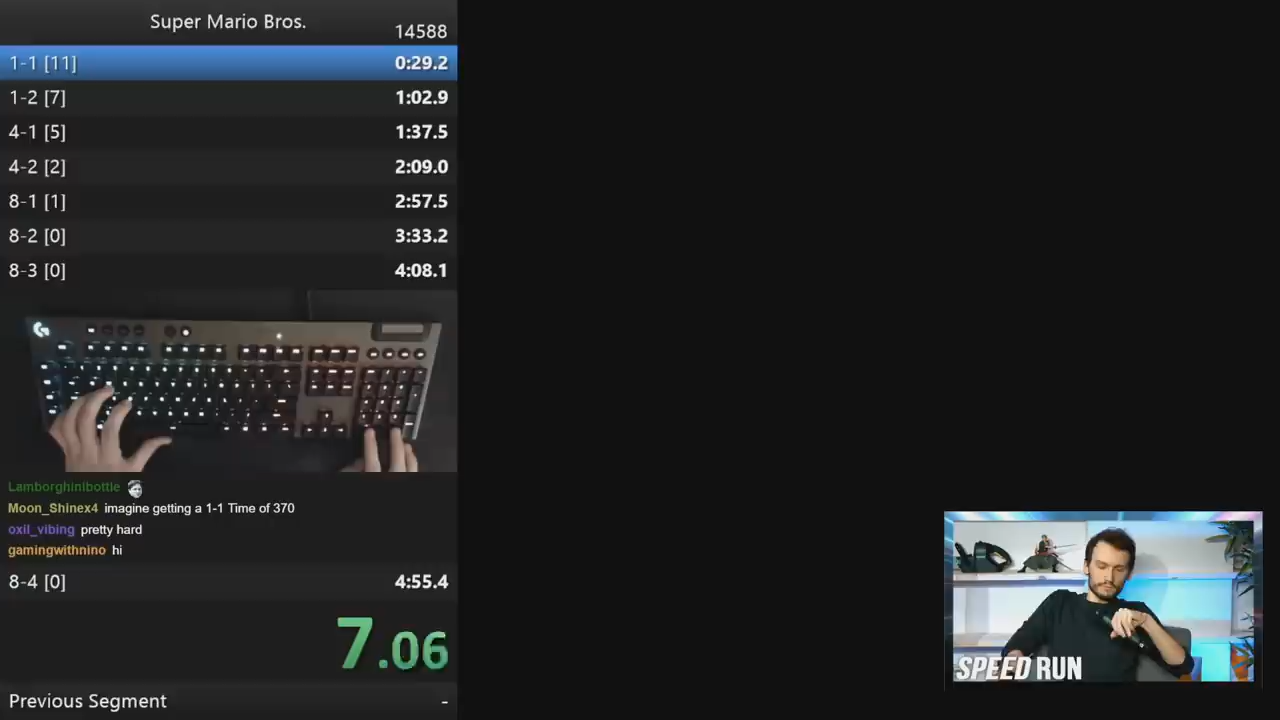 Super Mario Bros.
14588
1-1 [11] 0:29.2
1-2 [7] 1:02.9
4-1 [5] 1:37.5
4-2 [2] 2:09.0
8-1 [1] 2:57.5
8-2 [0] 3:33.2
8-3 [0] 4:08.1
Lamborghinibottle
Moon_Shinex4 imagine getting a 1-1 Time of 370
oxil_vibing pretty hard
gamingwithnino hi
8-4 [0] 4:55.4
7.06
Previous Segment -
SPEED RUN